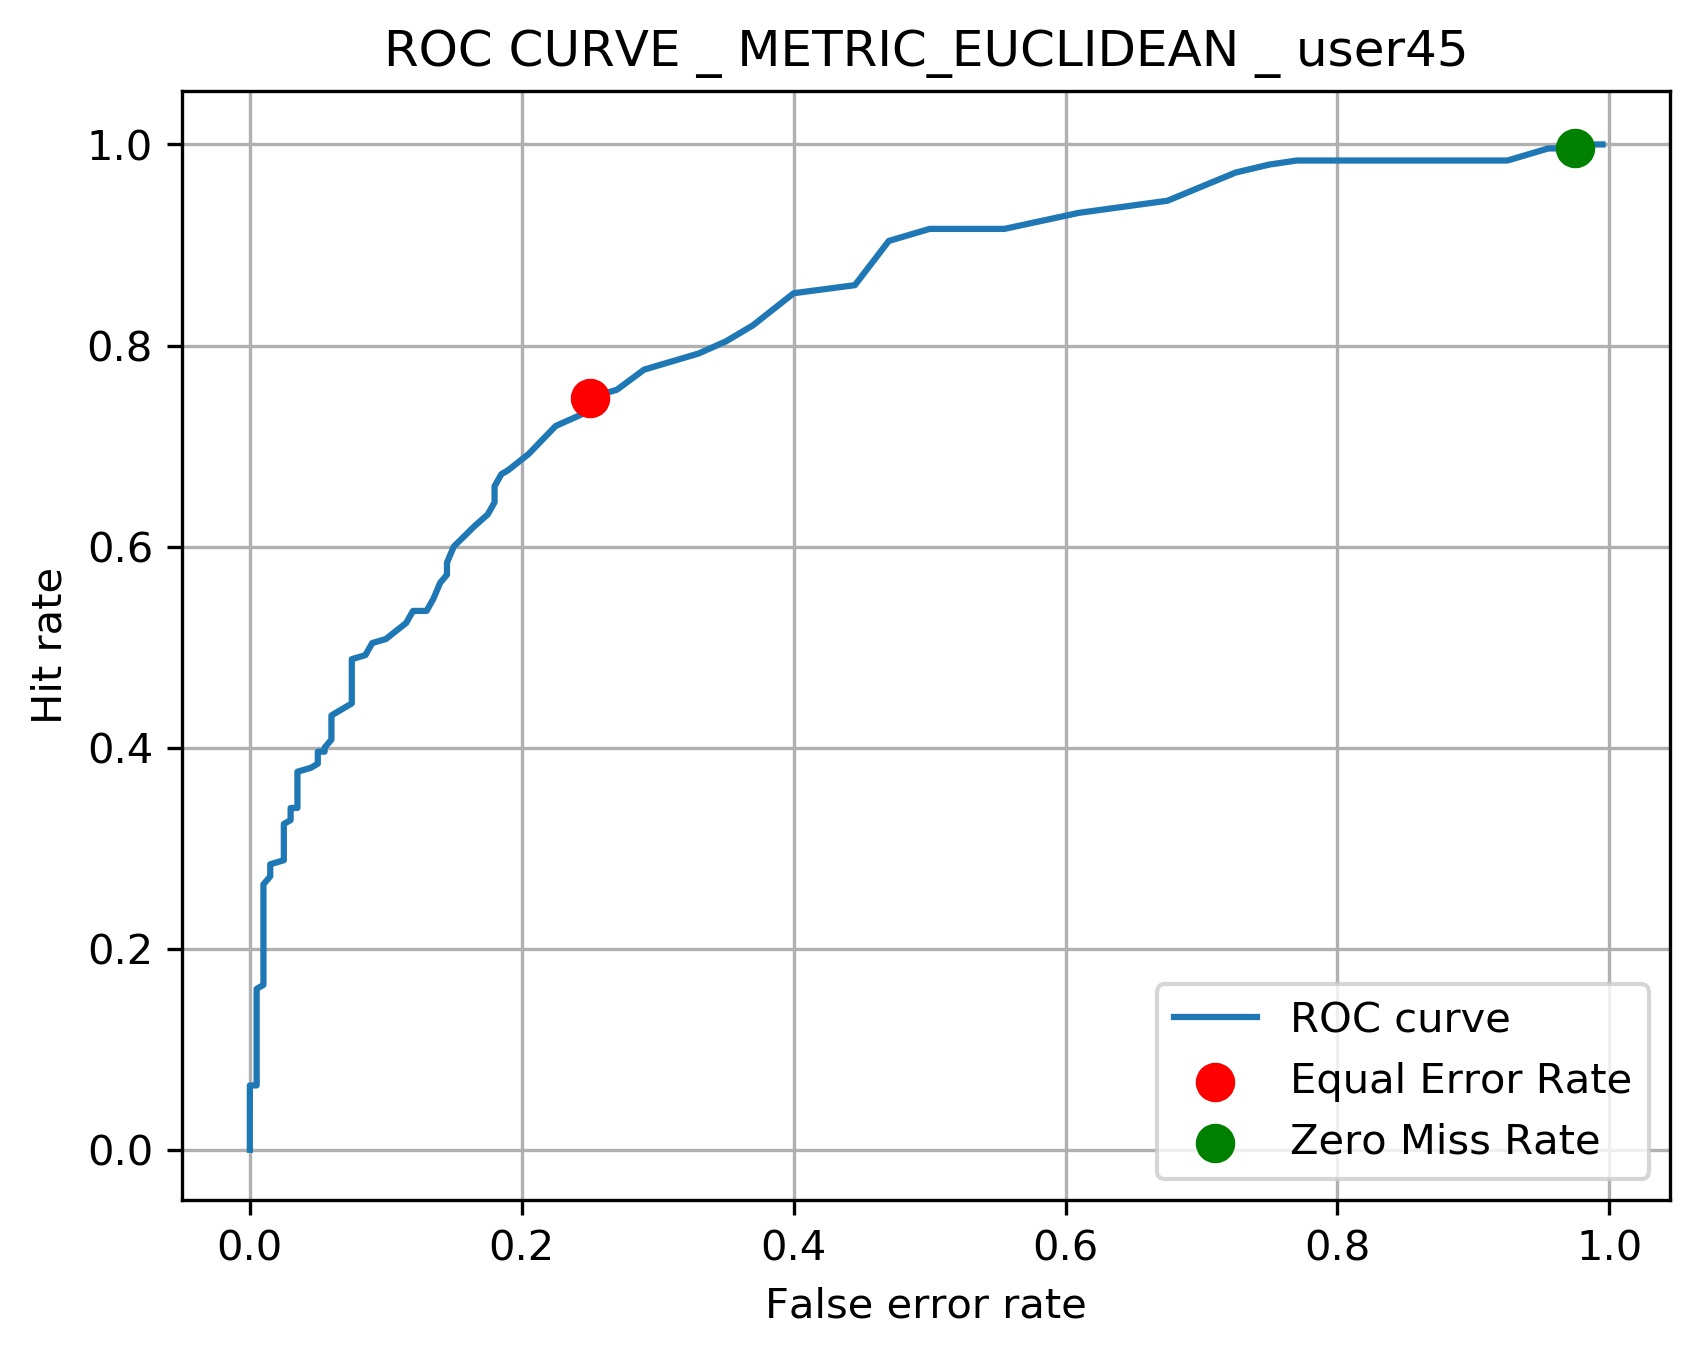 ROC CURVE _ METRIC_EUCLIDEAN _ user45
1.0
0.8
0.6
0.4
0.2
0.0
Hit rate
ROC curve
Equal Error Rate
Zero Miss Rate
0.0 0.2 0.4 0.6 0.8 1.0
False error rate